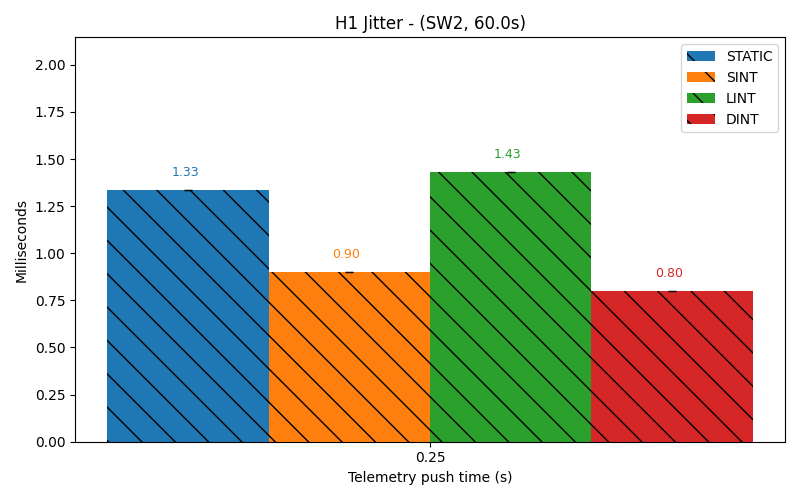 H1 Jitter - (SW2, 60.0s)
2.00
1.75
1.50
1.25
1.00
0.75
0.50
0.25
0.00
Milliseconds
1.33
0.90
1.43
0.80
STATIC
SINT
LINT
DINT
0.25
Telemetry push time (s)